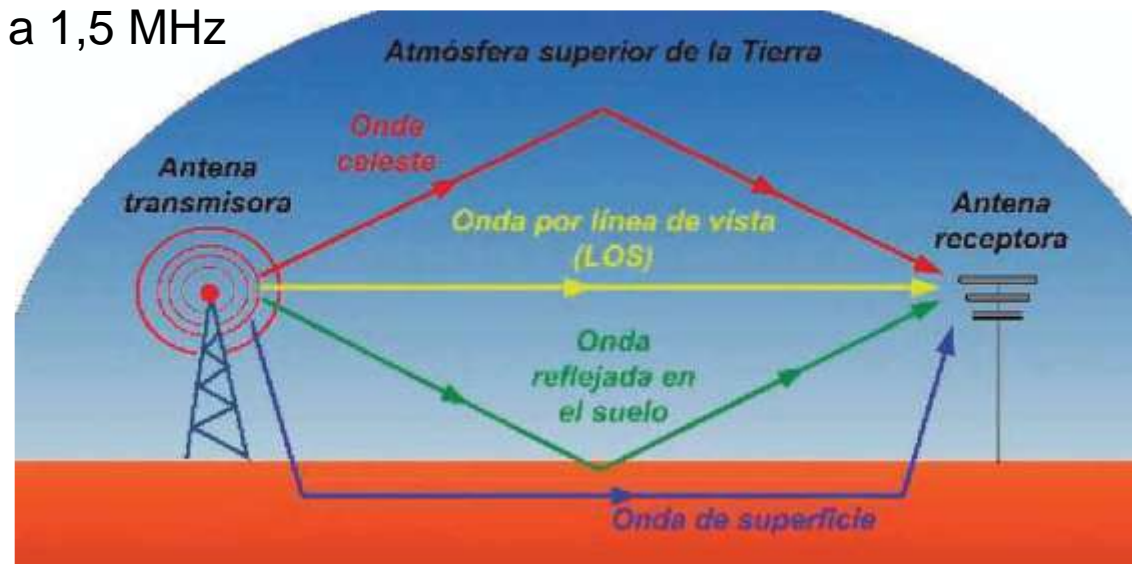 a 1,5 MHz
Atmósfera superior de la Tierra
Onda
celeste
Antena
transmisora
Onda por línea de vista
(LOS)
Antena
receptora
Onda
reflejada en
el suelo
Onda de superficie